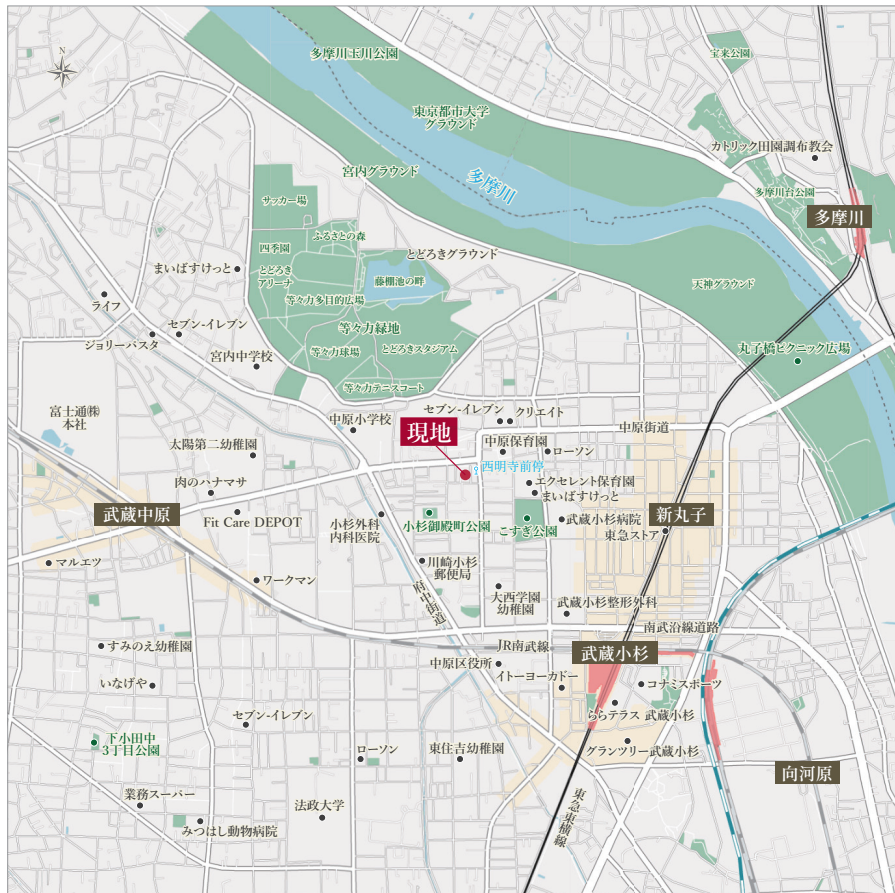 N
多摩川玉川公園
宝来公園
東京都市大学
グラウンド
カトリック田園調布教会
宮内グラウンド
多摩川
多摩川台公園
サッカー場
多摩川
ふるさとの森
四季園
とどろきグラウンド
まいばすけっと
とどろき
アリーナ
藤棚池の畔
天神グラウンド
ライフ
等々力多目的広場
セブン-イレブン
等々力緑地
ジョリーパスタ
宮内中学校
等々力球場
とどろきスタジアム
丸子橋ピクニック広場
等々力テニスコート
富士通㈱
本社
中原小学校
セブン-イレブン
クリエイト
現地
中原街道
太陽第二幼稚園
中原保育園
ローソン
西明寺前停
肉のハナマサ
エクセレント保育園
まいばすけっと
武蔵中原
Fit Care DEPOT
小杉外科
内科医院
小杉御殿町公園
こすぎ公園
武蔵小杉病院
新丸子
東急ストア
マルエツ
川崎小杉
郵便局
ワークマン
府中街道
大西学園
幼稚園
武蔵小杉整形外科
南武沿線道路
すみのえ幼稚園
JR南武線
武蔵小杉
中原区役所
イトーヨーカドー
コナミスポーツ
いなげや
ららテラス 武蔵小杉
セブン-イレブン
下小田中
3丁目公園
ローソン
東住吉幼稚園
グランツリー武蔵小杉
向河原
業務スーパー
法政大学
東急東横線
みつはし動物病院